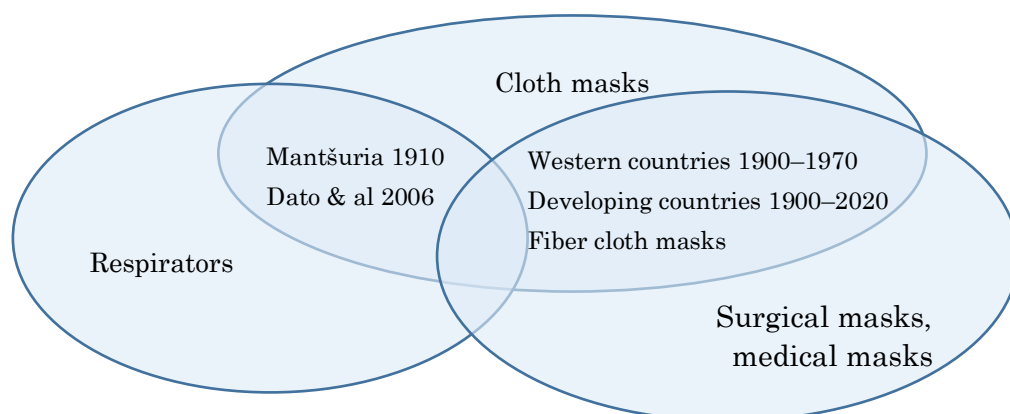 Cloth masks
Mantšuria 1910
Dato & al 2006
Western countries 1900–1970
Developing countries 1900–2020
Fiber cloth masks
Respirators
Surgical masks,
medical masks